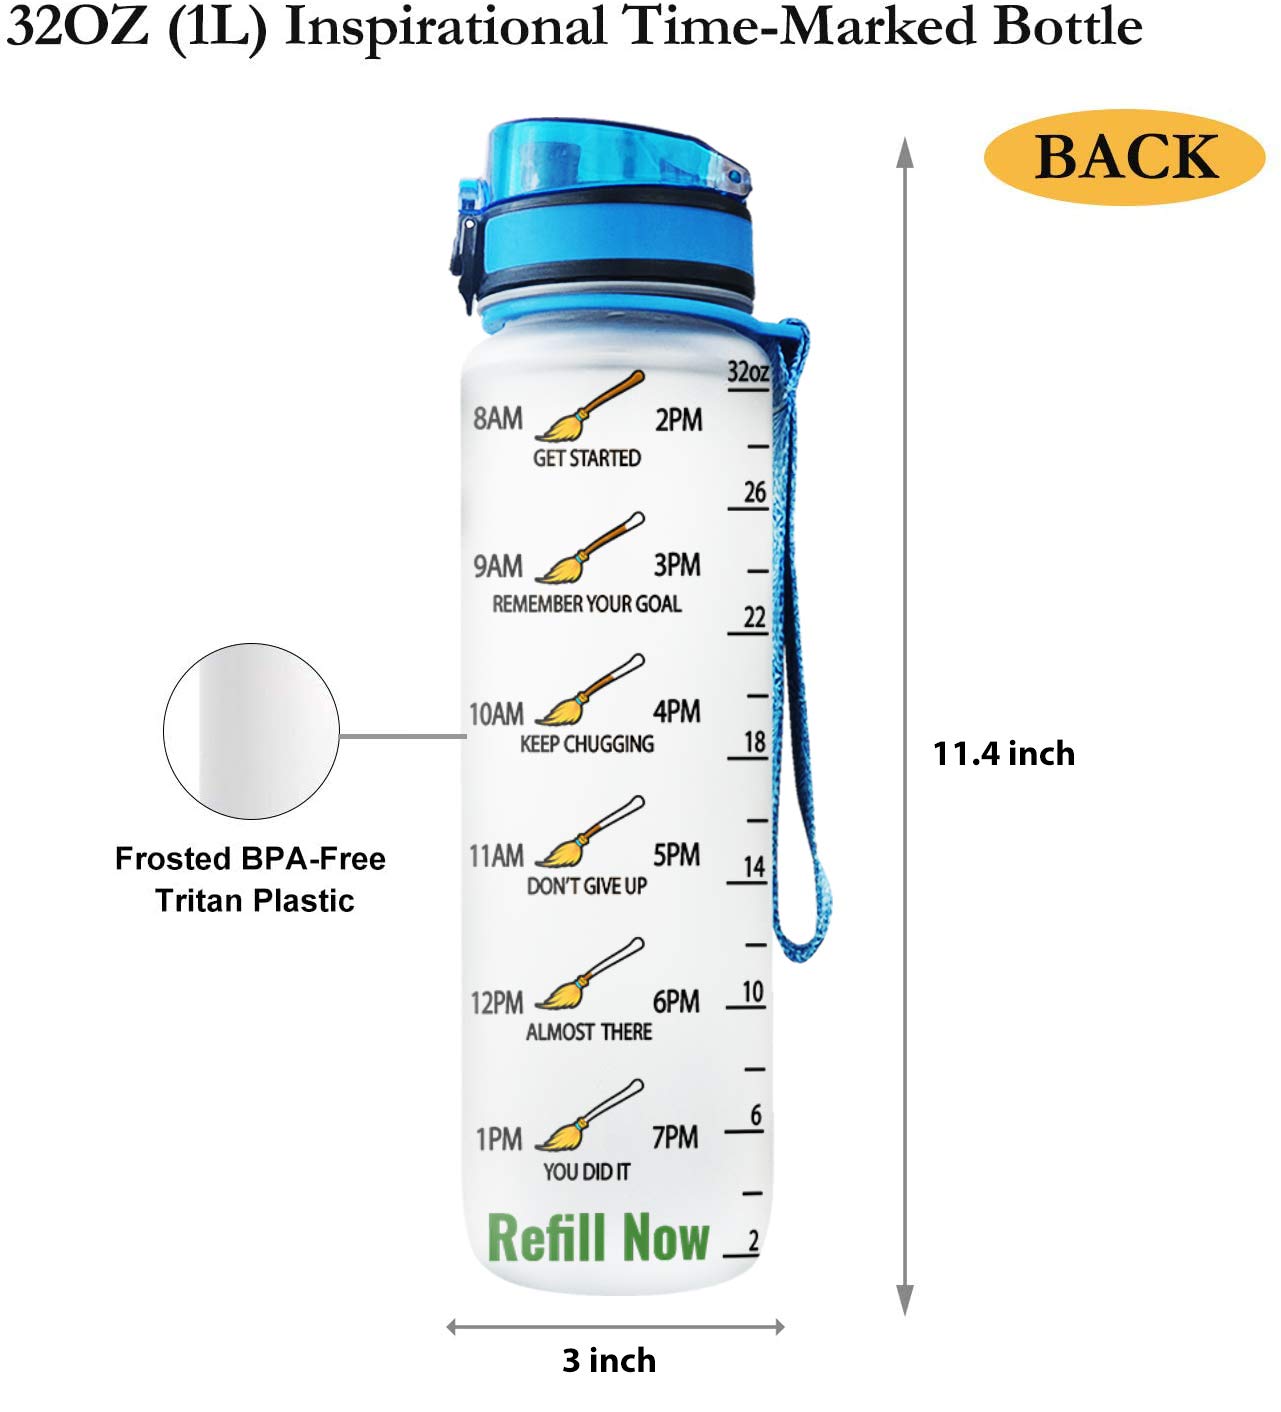 32OZ (1L) Inspirational Time-Marked Bottle
BACK
32oz
8AM 2PM
GET STARTED
26
9AM 3PM
REMEMBER YOUR GOAL
22
10AM 4PM
KEEP CHUGGING
18
11.4 inch
11AM 5PM
DON'T GIVE UP
14
Frosted BPA-Free
Tritan Plastic
12PM 6PM
10
ALMOST THERE
6
1PM 7PM
YOU DID IT
Refill Now
2
3 inch